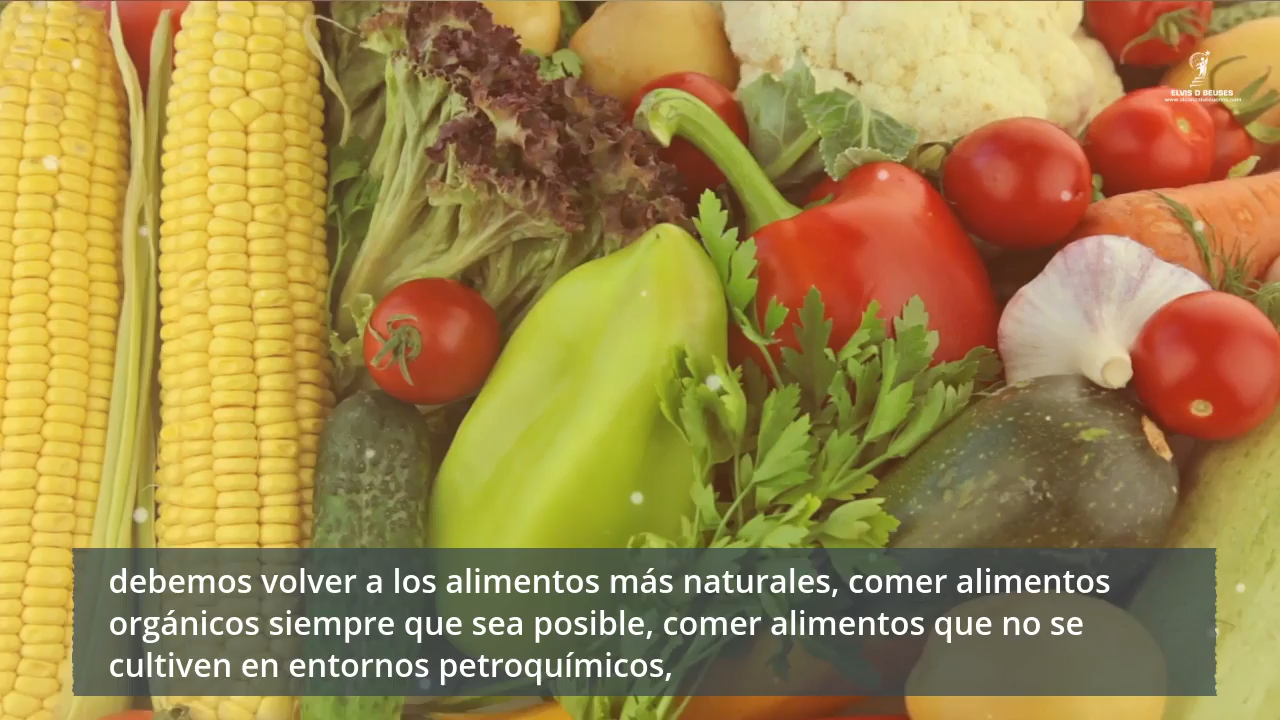 ELVIS D BEUSES
debemos volver a los alimentos más naturales, comer alimentos
orgánicos siempre que sea posible, comer alimentos que no se
cultiven en entornos petroquímicos,